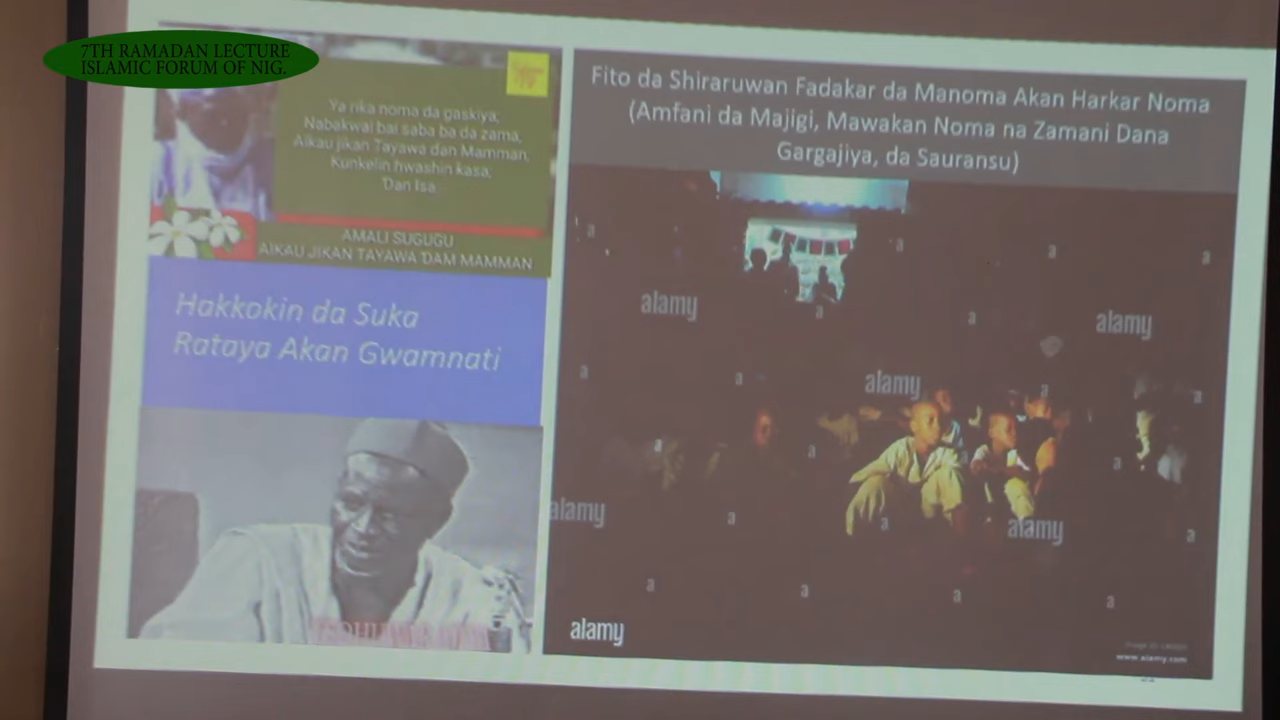 7TH RAMADAN LECTURE
ISLAMIC FORUM OF NIG.
Ya riƙa noma da gaskiya;
Nabakwai bai saba ba da zama,
Aikau jikan Tayawa dan Mamman,
Kunkelin hwashin kasa;
Ɗan Isa.
AMALI SUGUGU
AIKAU JIKAN TAYAWA ƊAM MAMMAN
Hakkokin da Suka
Rataya Akan Gwamnati
Fito da Shiraruwan Fadakar da Manoma Akan Harkar Noma
(Amfani da Majigi, Mawakan Noma na Zamani Dana
Gargajiya, da Sauransu)
alamy
alamy
alamy
alamy
alamy
alamy
www.alamy.com